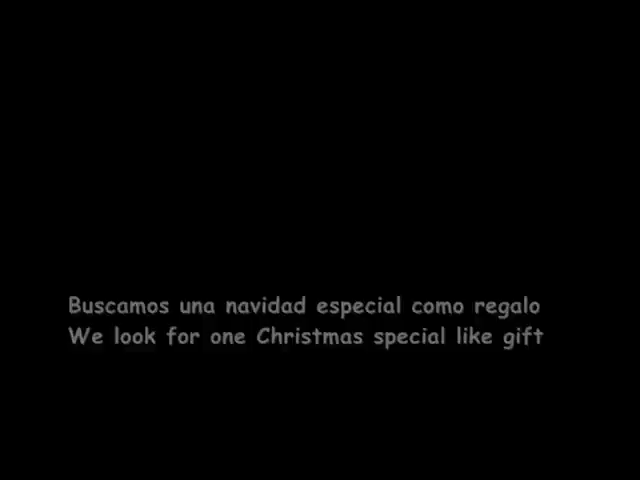 Buscamos una navidad especial como regalo
We look for one Christmas special like gift